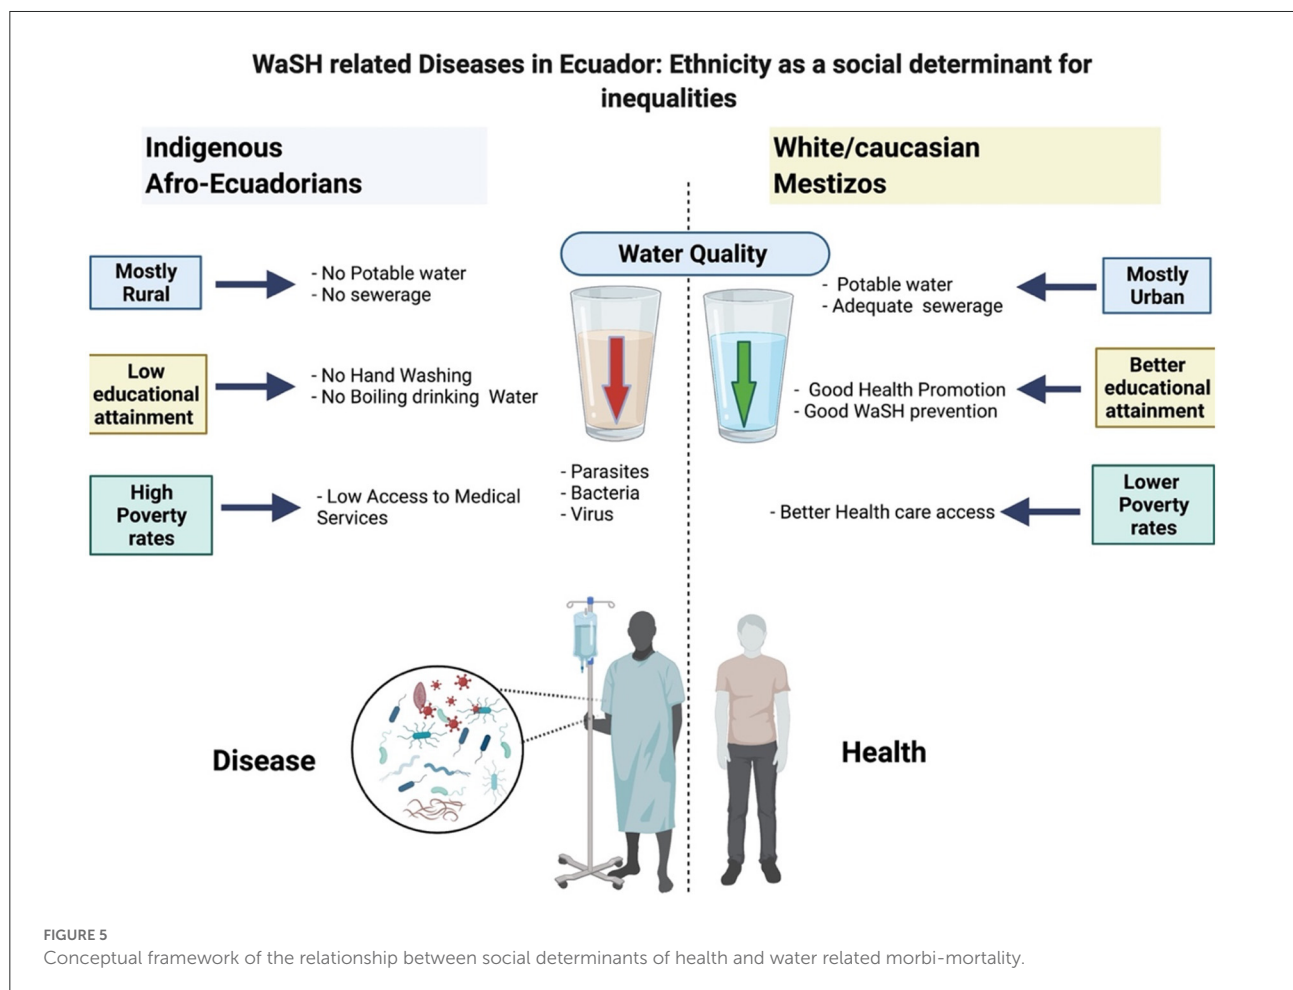 WaSH related Diseases in Ecuador: Ethnicity as a social determinant for
inequalities
Indigenous
Afro-Ecuadorians
White/caucasian
Mestizos
Water Quality
Mostly
Rural
- No Potable water
- No sewerage
- Potable water
- Adequate sewerage
Mostly
Urban
Low
educational
attainment
- No Hand Washing
- No Boiling drinking Water
- Good Health Promotion
- Good WaSH prevention
Better
educational
attainment
High
Poverty
rates
- Low Access to Medical
Services
- Parasites
- Bacteria
- Virus
- Better Health care access
Lower
Poverty
rates
Disease
Health
FIGURE 5
Conceptual framework of the relationship between social determinants of health and water related morbi-mortality.